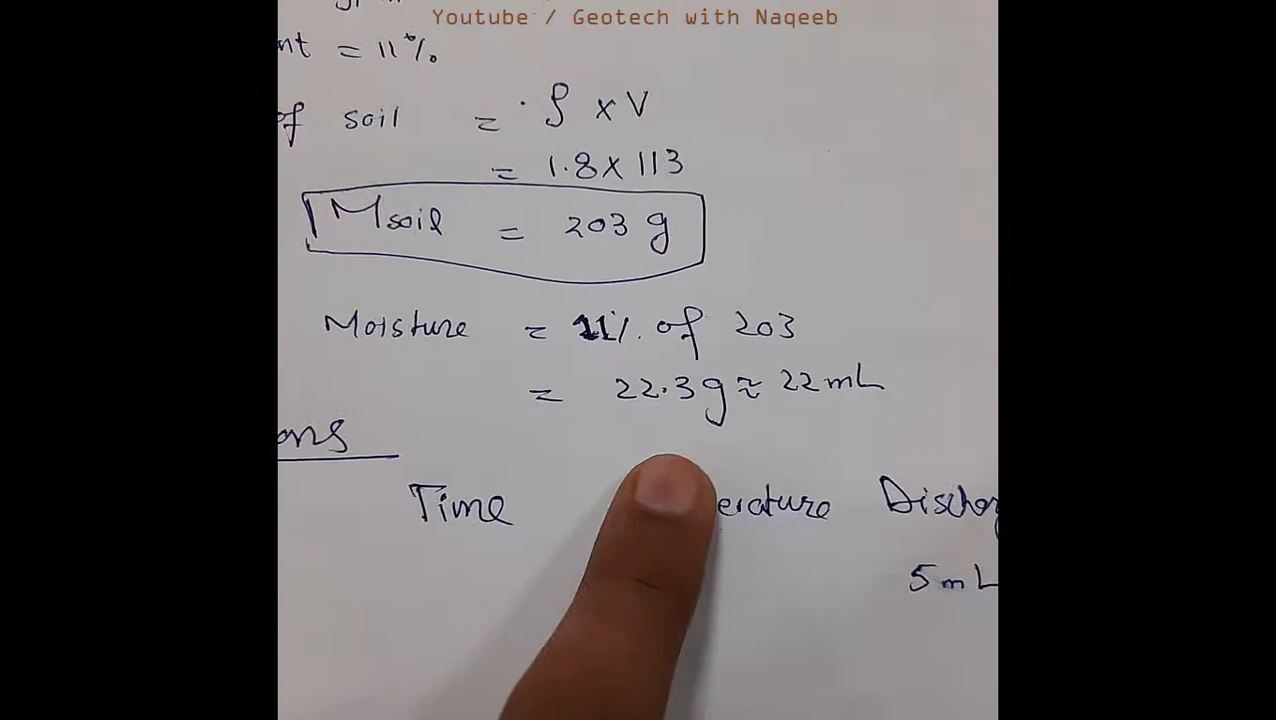 Youtube / Geotech with Naqeeb
nt = 11%
of soil = ρ x V
= 1.8 x 113
Msoil = 203 g
Moisture = 11% of 203
= 22.3g ≈ 22mL
ons
Time erature Dischar
5mL